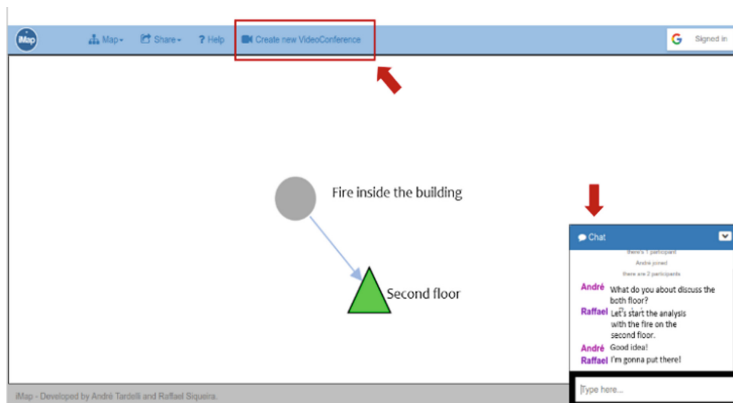 iMap
Map
Share
? Help
Create new VideoConference
G Signed in
Fire inside the building
Second floor
Chat
there's 1 participant
André joined
there are 2 participants
André What do you about discuss the
both floor?
Raffael Let's start the analysis
with the fire on the
second floor.
André Good idea!
Raffael I'm gonna put there!
Type here...
iMap - Developed by André Tardelli and Rafael Siqueira.